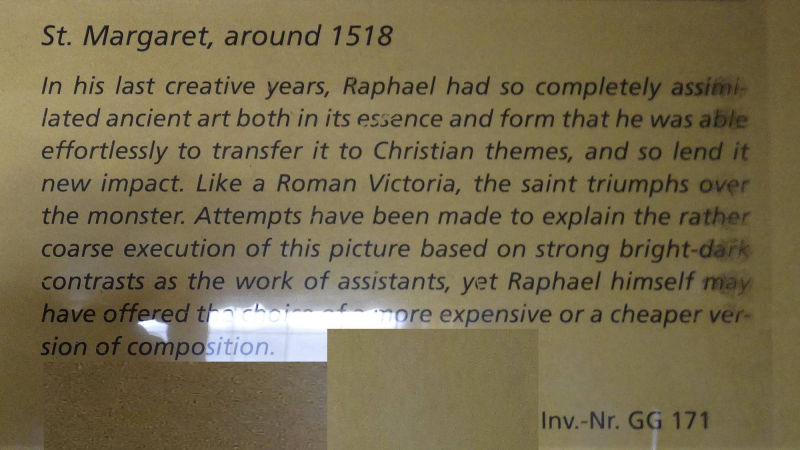 St. Margaret, around 1518
In his last creative years, Raphael had so completely assimi-
lated ancient art both in its essence and form that he was able
effortlessly to transfer it to Christian themes, and so lend it
new impact. Like a Roman Victoria, the saint triumphs over
the monster. Attempts have been made to explain the rather
coarse execution of this picture based on strong bright-dark
contrasts as the work of assistants, yet Raphael himself may
have offered the choice of a more expensive or a cheaper ver-
sion of composition.
Inv.-Nr. GG 171